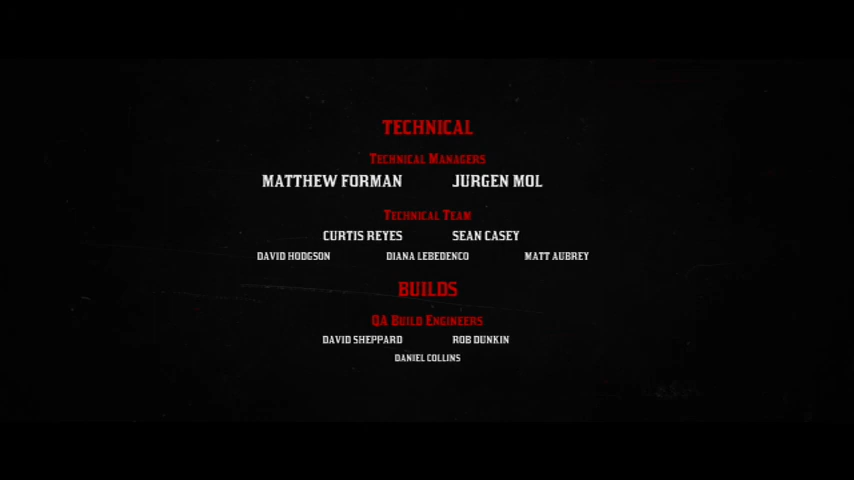 TECHNICAL
TECHNICAL MANAGERS
MATTHEW FORMAN JURGEN MOL
TECHNICAL TEAM
CURTIS REYES SEAN CASEY
DAVID HODGSON DIANA LEBEDENCO MATT AUBREY
BUILDS
QA BUILD ENGINEERS
DAVID SHEPPARD ROB DUNKIN
DANIEL COLLINS